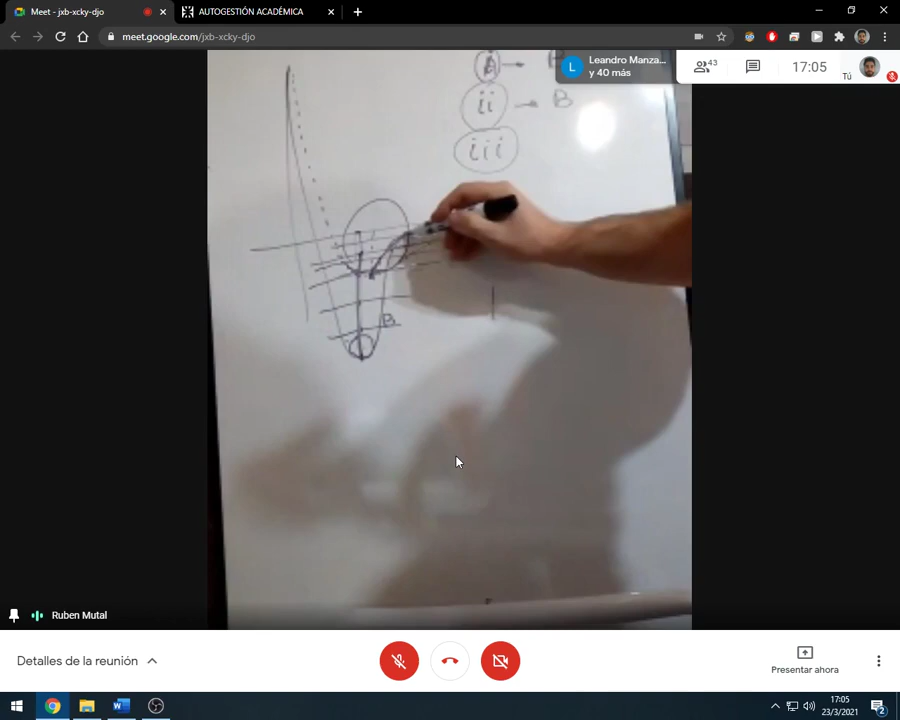 Meet - jxb-xcky-djo
AUTOGESTIÓN ACADÉMICA
meet.google.com/jxb-xcky-djo
Leandro Manza...
y 40 más
L
43
17:05
Tú
ii → B
iii
B
Ruben Mutal
Detalles de la reunión
Presentar ahora
17:05
23/3/2021
2